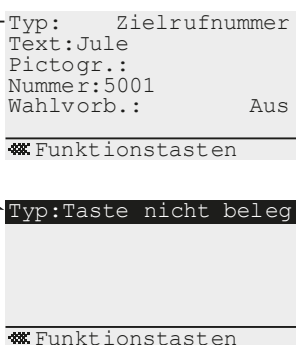 Typ: Zielrufnummer
Text:Jule
Pictogr.:
Nummer:5001
Wahlvorb.: Aus
Funktionstasten
Typ:Taste nicht beleg
Funktionstasten